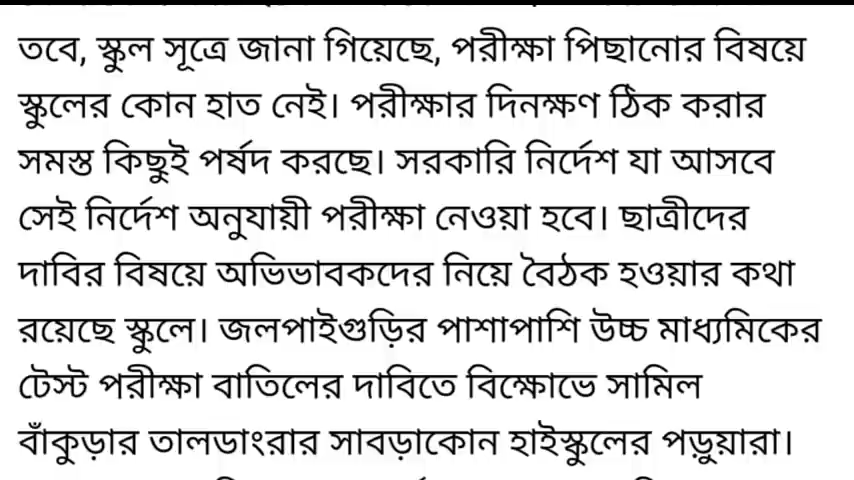 তবে, স্কুল সূত্রে জানা গিয়েছে, পরীক্ষা পিছানোর বিষয়ে
স্কুলের কোন হাত নেই। পরীক্ষার দিনক্ষণ ঠিক করার
সমস্ত কিছুই পর্ষদ করছে। সরকারি নির্দেশ যা আসবে
সেই নির্দেশ অনুযায়ী পরীক্ষা নেওয়া হবে। ছাত্রীদের
দাবির বিষয়ে অভিভাবকদের নিয়ে বৈঠক হওয়ার কথা
রয়েছে স্কুলে। জলপাইগুড়ির পাশাপাশি উচ্চ মাধ্যমিকের
টেস্ট পরীক্ষা বাতিলের দাবিতে বিক্ষোভে সামিল
বাঁকুড়ার তালডাংরার সাবড়াকোন হাইস্কুলের পড়ুয়ারা।